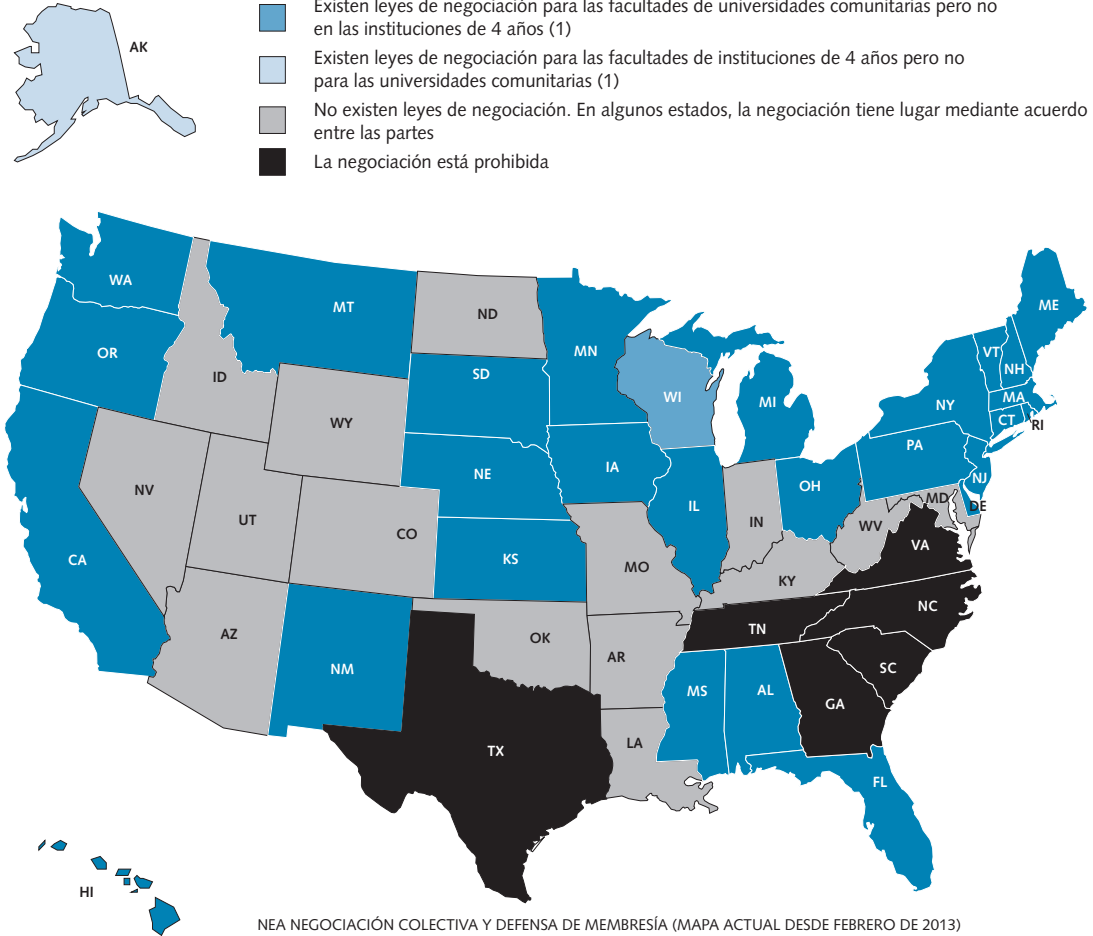 Existen leyes de negociación para las facultades de universidades comunitarias pero no
en las instituciones de 4 años (1)
AK
Existen leyes de negociación para las facultades de instituciones de 4 años pero no
para las universidades comunitarias (1)
No existen leyes de negociación. En algunos estados, la negociación tiene lugar mediante acuerdo
entre las partes
La negociación está prohibida
WA
MT
ND
MN
ME
OR
ID
SD
WI
MI
VT
NH
WY
NY
MA
CT
RI
NV
NE
IA
PA
UT
CO
IL
IN
OH
NJ
MD
DE
CA
KS
MO
WV
VA
KY
AZ
NM
OK
AR
TN
NC
SC
MS
AL
GA
TX
LA
FL
HI
NEA NEGOCIACIÓN COLECTIVA Y DEFENSA DE MEMBRESÍA (MAPA ACTUAL DESDE FEBRERO DE 2013)